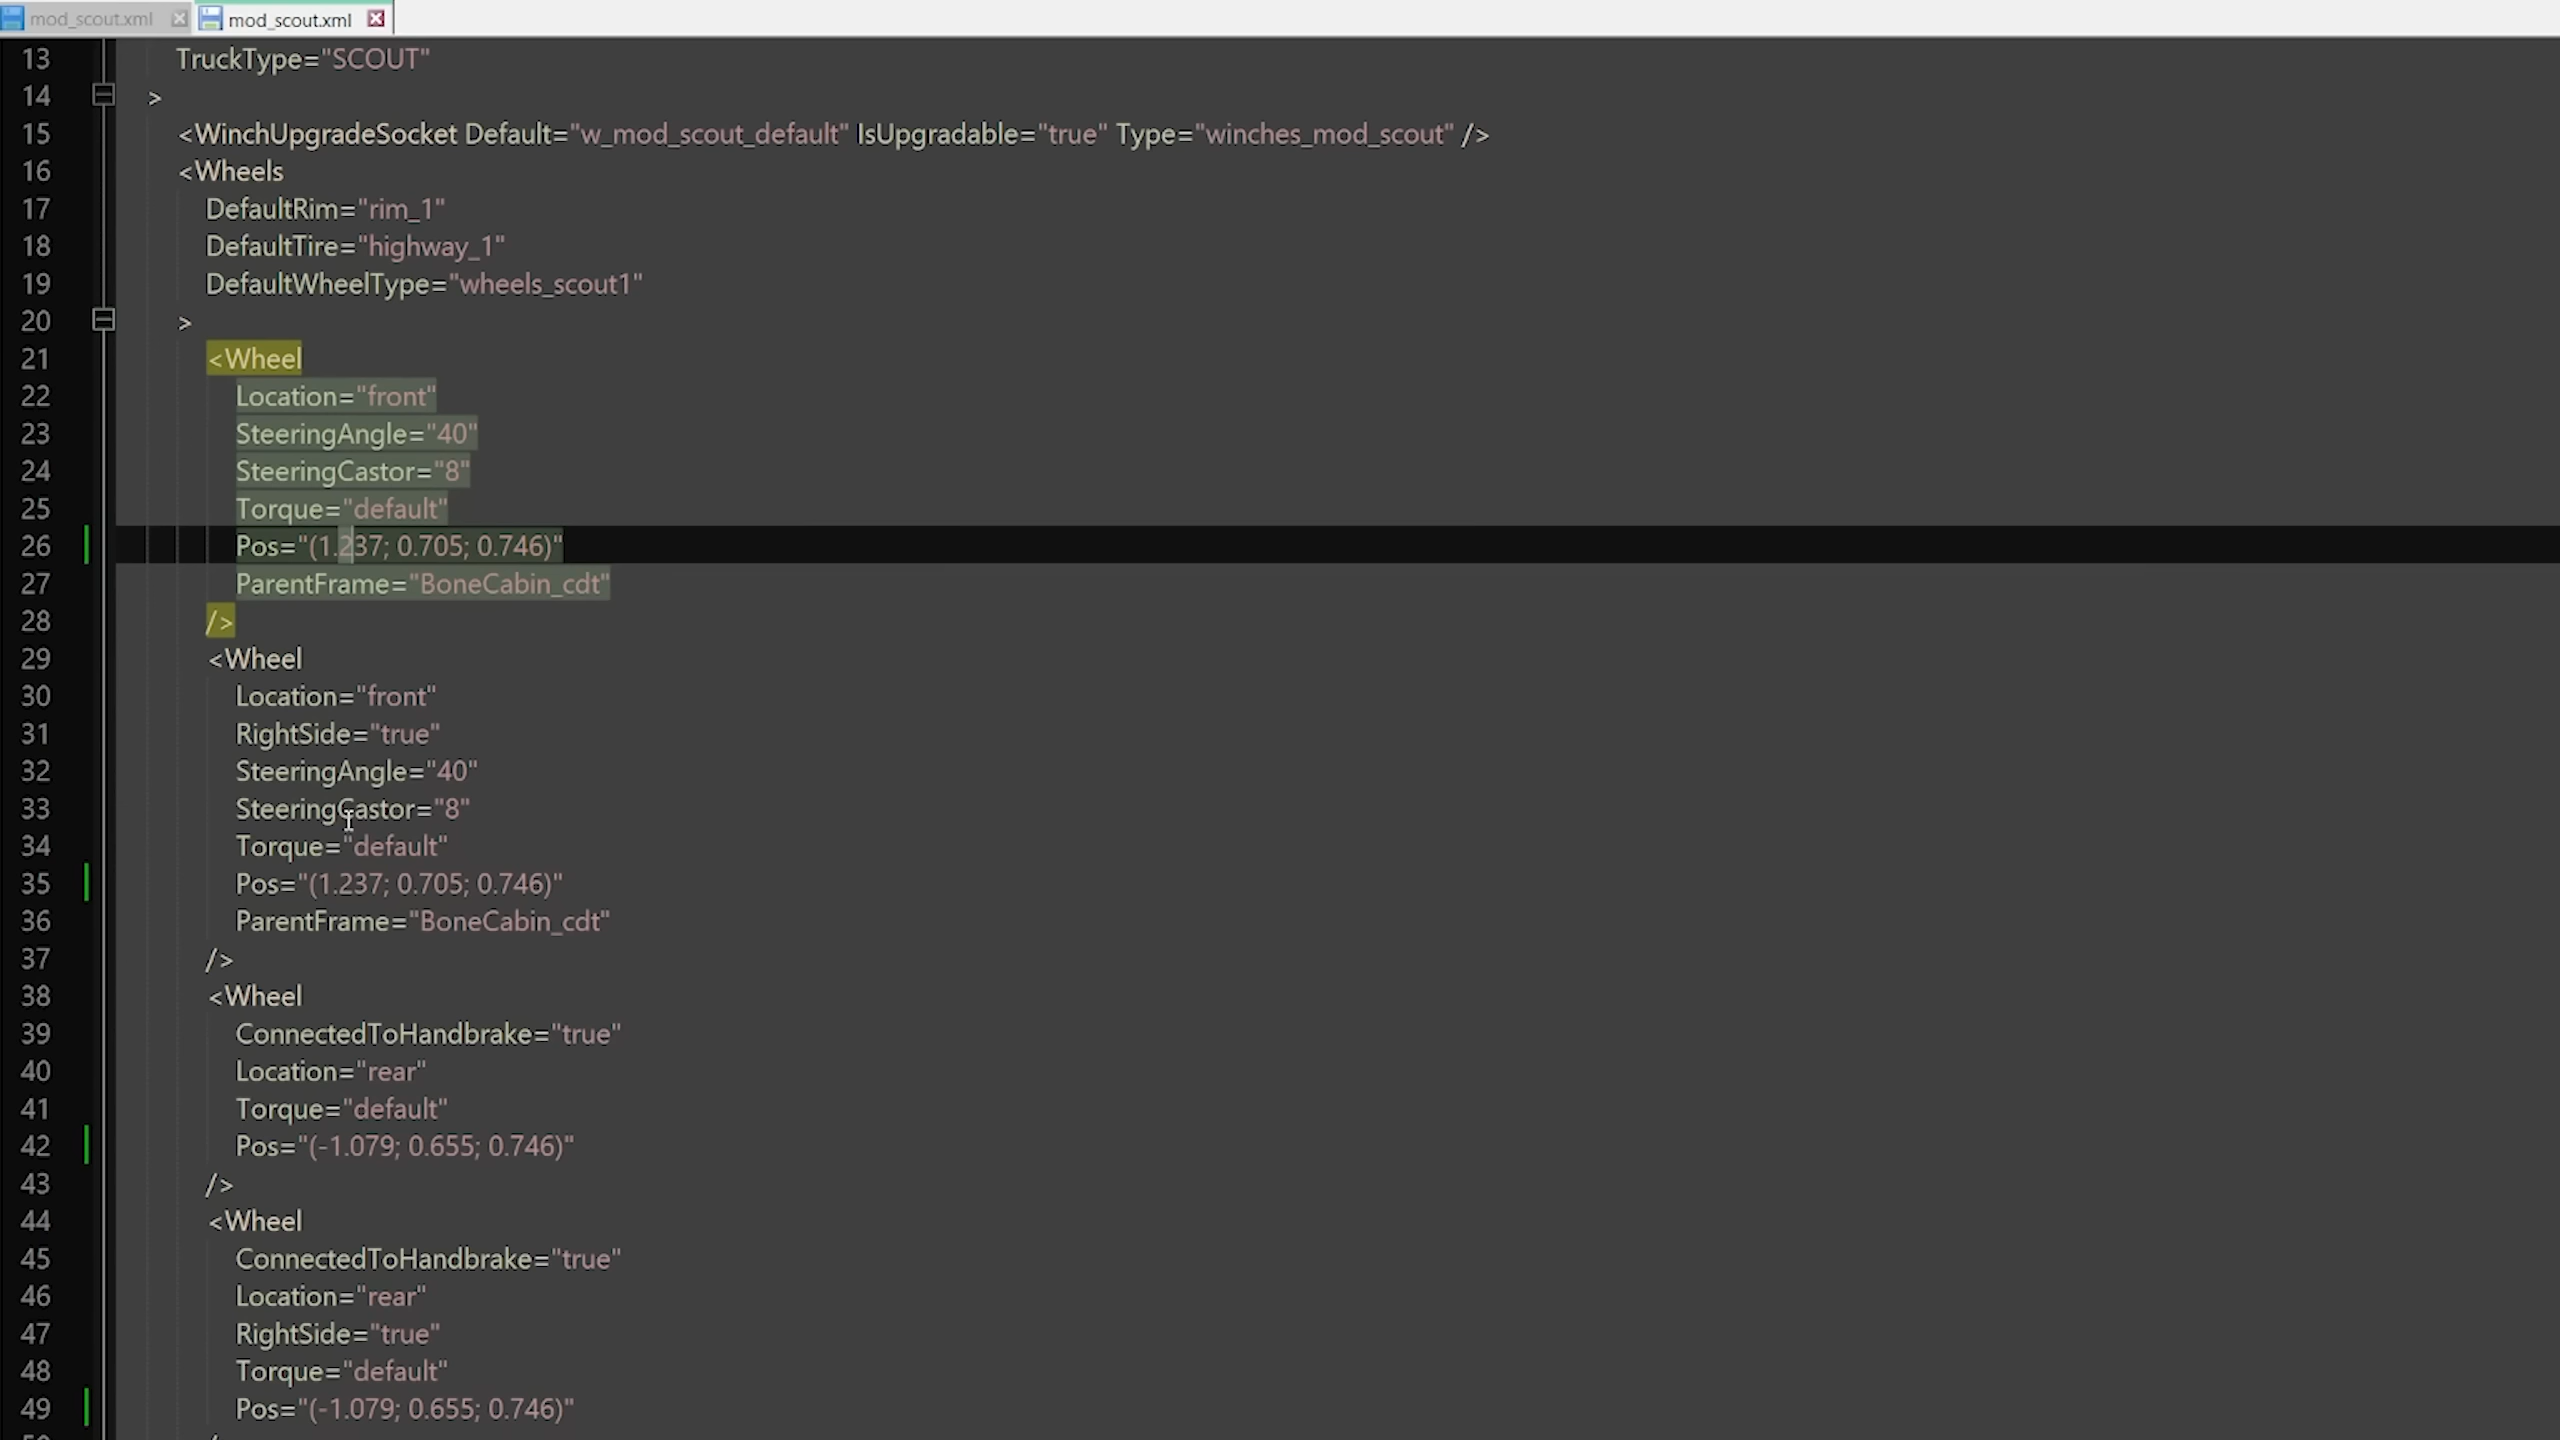 mod_scout.xml mod_scout.xml
13 TruckType="SCOUT"
14 >
15 <WinchUpgradeSocket Default="w_mod_scout_default" IsUpgradable="true" Type="winches_mod_scout" />
16 <Wheels
17 DefaultRim="rim_1"
18 DefaultTire="highway_1"
19 DefaultWheelType="wheels_scout1"
20 >
21 <Wheel
22 Location="front"
23 SteeringAngle="40"
24 SteeringCastor="8"
25 Torque="default"
26 Pos="(1.237; 0.705; 0.746)"
27 ParentFrame="BoneCabin_cdt"
28 />
29 <Wheel
30 Location="front"
31 RightSide="true"
32 SteeringAngle="40"
33 SteeringCastor="8"
34 Torque="default"
35 Pos="(1.237; 0.705; 0.746)"
36 ParentFrame="BoneCabin_cdt"
37 />
38 <Wheel
39 ConnectedToHandbrake="true"
40 Location="rear"
41 Torque="default"
42 Pos="(-1.079; 0.655; 0.746)"
43 />
44 <Wheel
45 ConnectedToHandbrake="true"
46 Location="rear"
47 RightSide="true"
48 Torque="default"
49 Pos="(-1.079; 0.655; 0.746)"